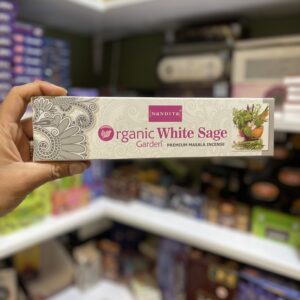 NANDITA
Organic White Sage
Garden PREMIUM MASALA INCENSE